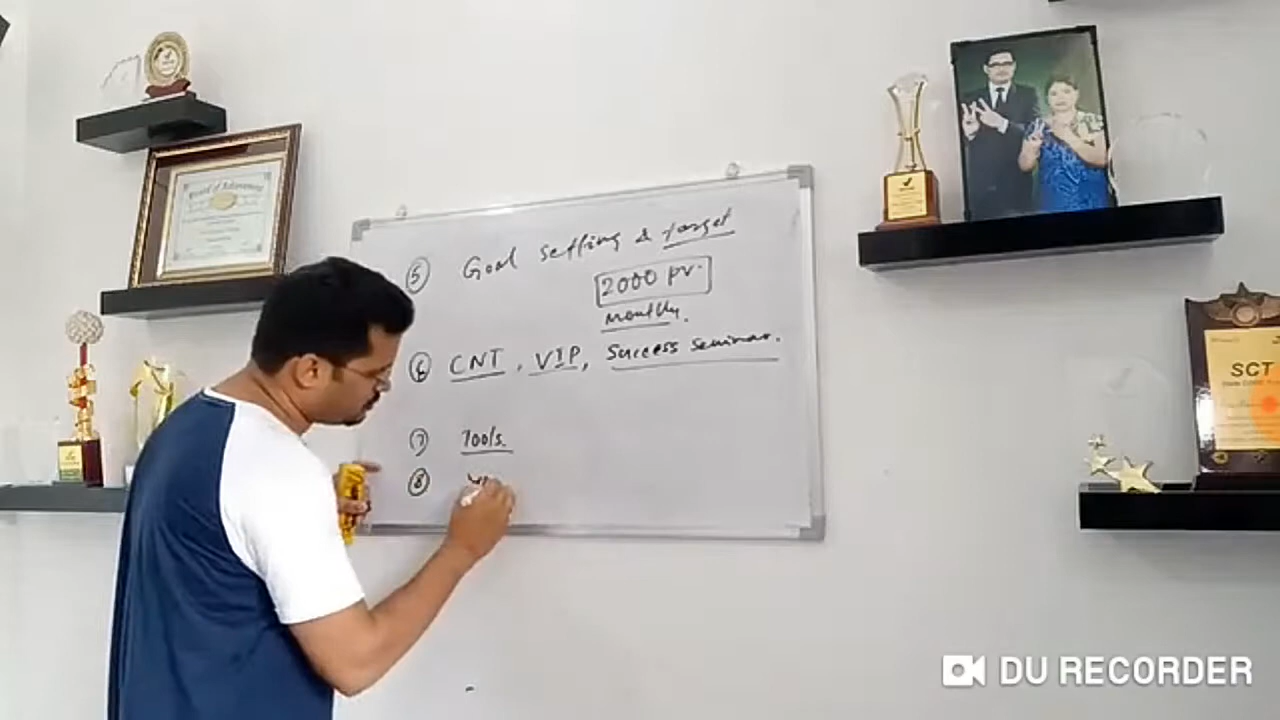 ⑤ Goal Setting & target
2000 PV.
Monthly.
⑥ CNT, VIP, Success Seminar.
⑦ Tools.
⑧
SCT
DU RECORDER